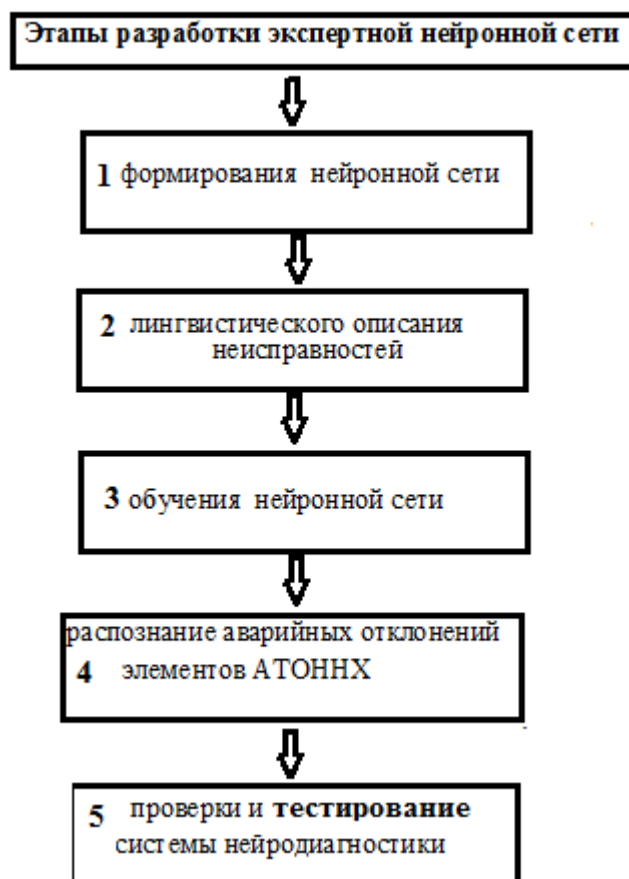 Этапы разработки экспертной нейронной сети
1 формирования нейронной сети
2 лингвистического описания
неисправностей
3 обучения нейронной сети
распознание аварийных отклонений
4 элементов АТОННХ
5 проверки и тестирование
системы нейродиагностики